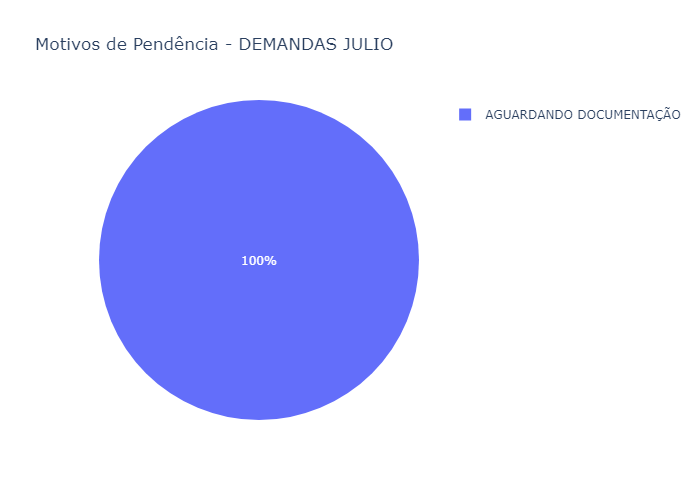 Motivos de Pendência - DEMANDAS JULIO
AGUARDANDO DOCUMENTAÇÃO
100%